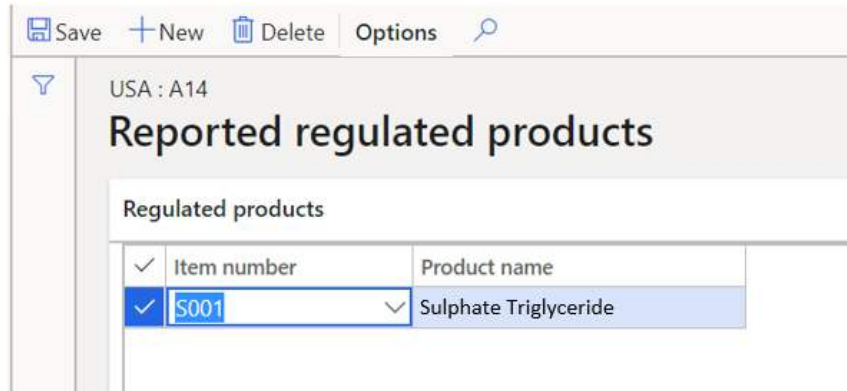 Save New Delete Options
USA : A14
Reported regulated products
Regulated products
Item number Product name
S001 Sulphate Triglyceride